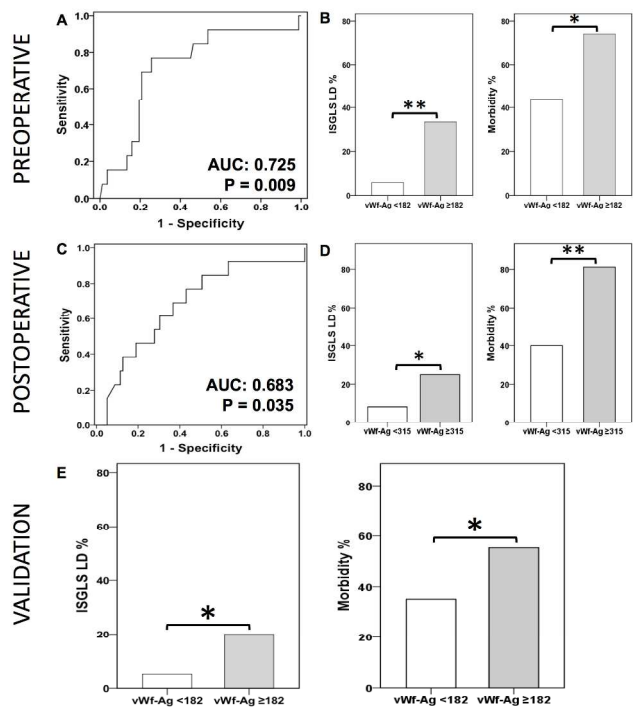 PREOPERATIVE
A
Sensitivity
1.0
0.8
0.6
0.4
0.2
0.0
0.0 0.2 0.4 0.6 0.8 1.0
1 - Specificity
AUC: 0.725
P = 0.009
B
ISGLS LD %
80
60
40
20
0
**
vWf-Ag <182 vWf-Ag ≥182
Morbidity %
80
60
40
20
0
*
vWf-Ag <182 vWf-Ag ≥182
POSTOPERATIVE
C
Sensitivity
1.0
0.8
0.6
0.4
0.2
0.0
0.0 0.2 0.4 0.6 0.8 1.0
1 - Specificity
AUC: 0.683
P = 0.035
D
ISGLS LD %
80
60
40
20
0
*
vWf-Ag <315 vWf-Ag ≥315
Morbidity %
80
60
40
20
0
**
vWf-Ag <315 vWf-Ag ≥315
VALIDATION
E
ISGLS LD %
80
60
40
20
0
*
vWf-Ag <182 vWf-Ag ≥182
Morbidity %
80
60
40
20
0
*
vWf-Ag <182 vWf-Ag ≥182